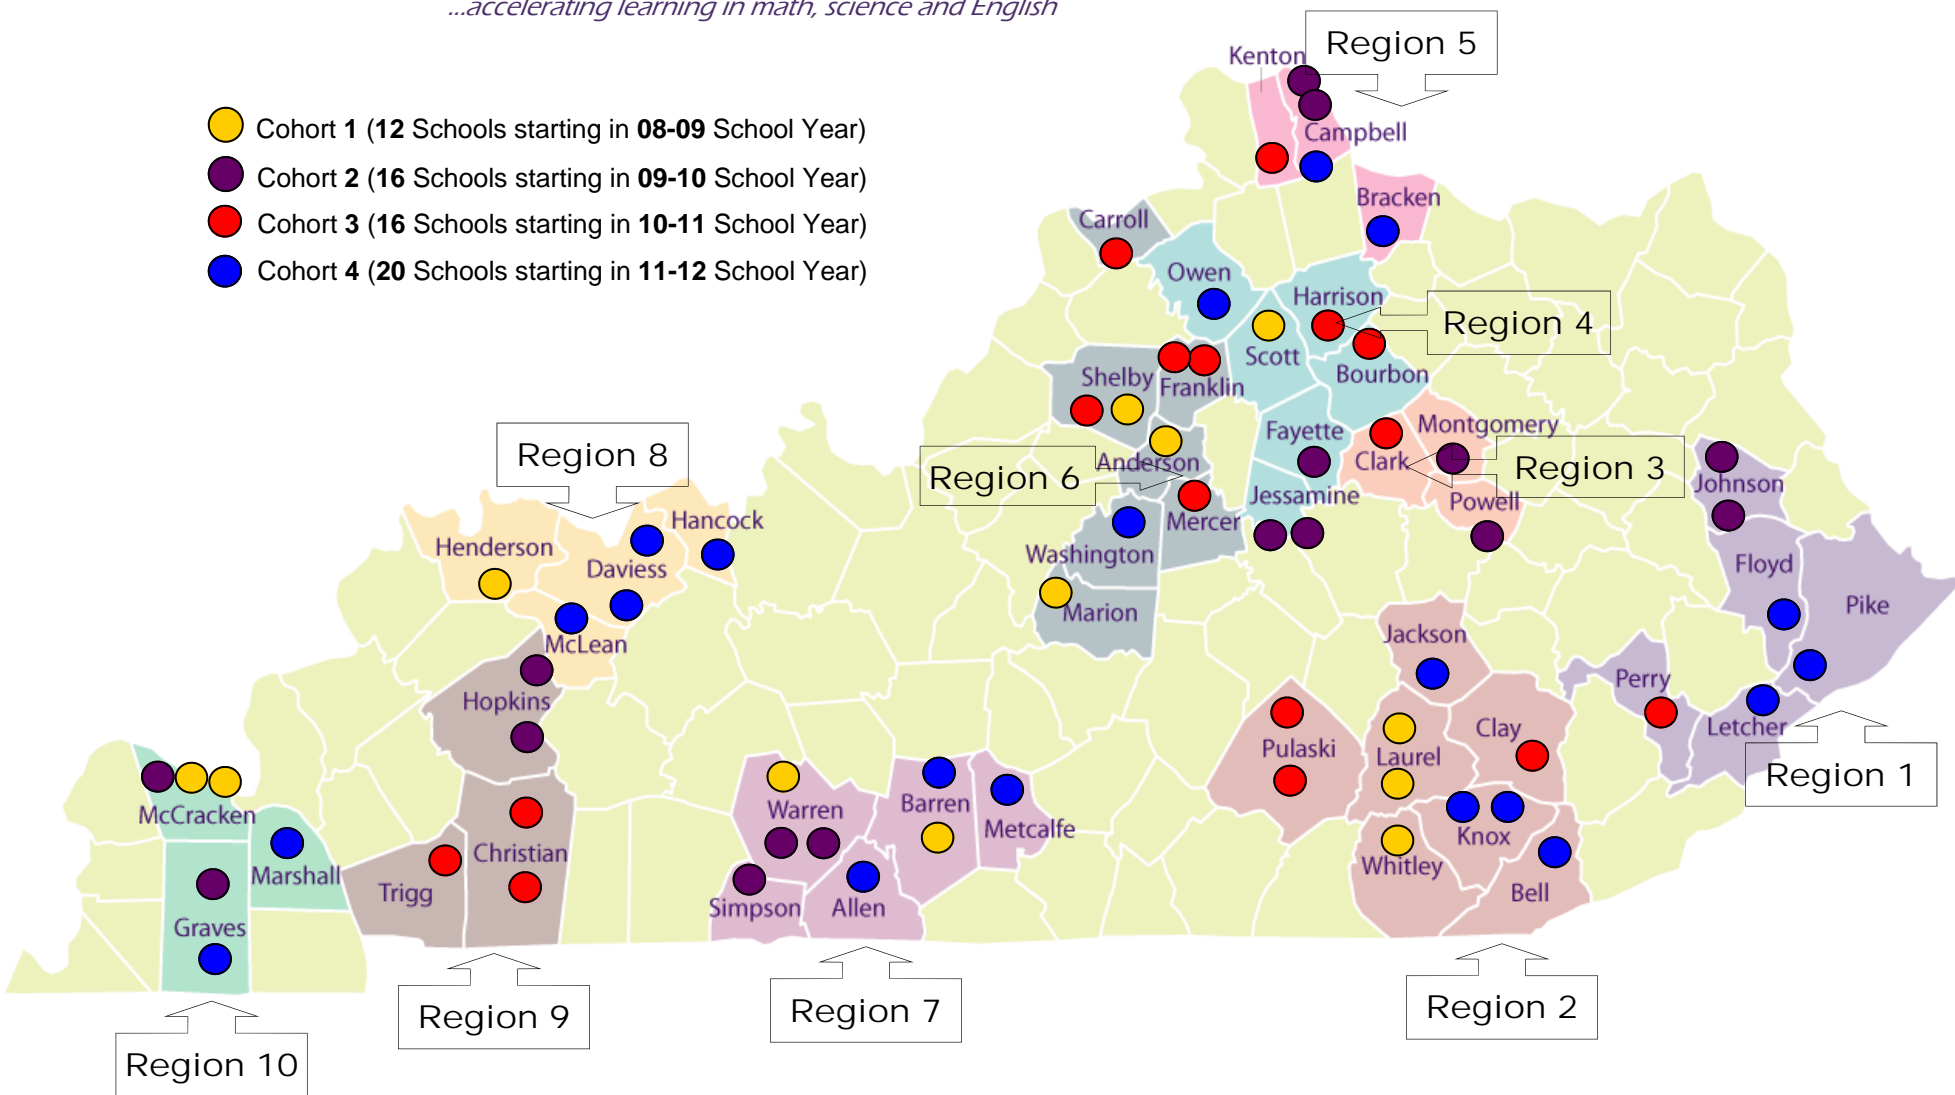 ...accelerating learning in math, science and English
Cohort 1 (12 Schools starting in 08-09 School Year)
Cohort 2 (16 Schools starting in 09-10 School Year)
Cohort 3 (16 Schools starting in 10-11 School Year)
Cohort 4 (20 Schools starting in 11-12 School Year)
Region 5
Kenton
Campbell
Bracken
Carroll
Owen
Harrison
Region 4
Scott
Bourbon
Shelby
Franklin
Montgomery
Fayette
Clark
Region 3
Anderson
Region 6
Region 8
Johnson
Jessamine
Powell
Mercer
Hancock
Henderson
Washington
Daviess
Floyd
Pike
Marion
Jackson
McLean
Perry
Hopkins
Letcher
Clay
Pulaski
Laurel
Region 1
McCracken
Warren
Barren
Metcalfe
Knox
Christian
Whitley
Marshall
Trigg
Bell
Simpson
Allen
Graves
Region 2
Region 7
Region 9
Region 10